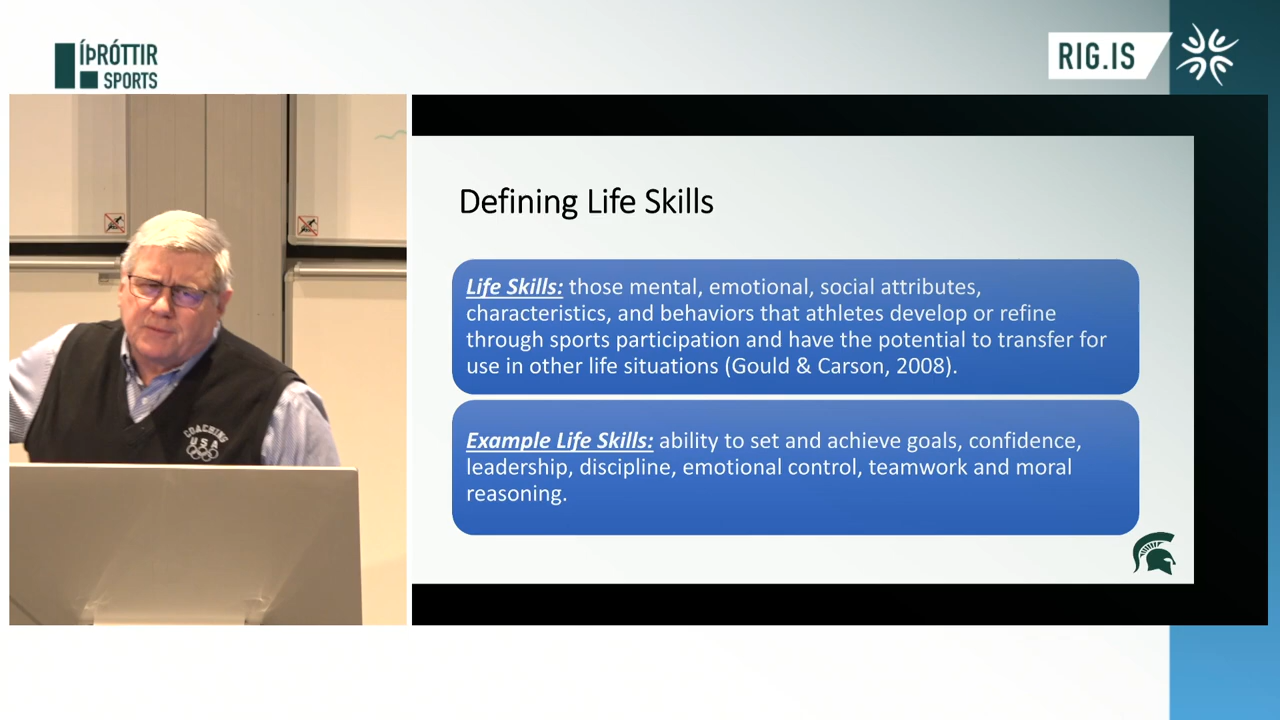 ÍÞRÓTTIR
SPORTS
RIG.IS
COACHING
USA
Defining Life Skills
Life Skills: those mental, emotional, social attributes,
characteristics, and behaviors that athletes develop or refine
through sports participation and have the potential to transfer for
use in other life situations (Gould & Carson, 2008).
Example Life Skills: ability to set and achieve goals, confidence,
leadership, discipline, emotional control, teamwork and moral
reasoning.